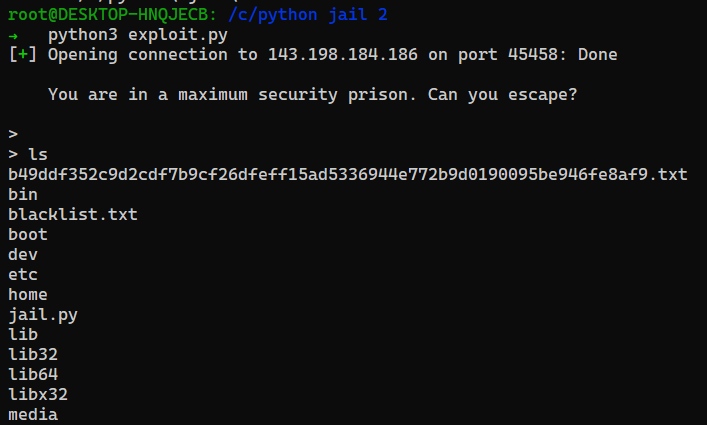 root@DESKTOP-HNQJECB: /c/python jail 2
→ python3 exploit.py
[+] Opening connection to 143.198.184.186 on port 45458: Done
You are in a maximum security prison. Can you escape?
>
> ls
b49ddf352c9d2cdf7b9cf26dfeff15ad5336944e772b9d0190095be946fe8af9.txt
bin
blacklist.txt
boot
dev
etc
home
jail.py
lib
lib32
lib64
libx32
media